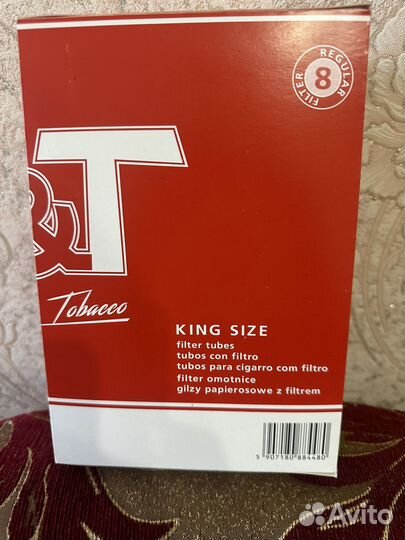 REGULAR
8
FILTER
&T
Tobacco
KING SIZE
filter tubes
tubos con filtro
tubos para cigarro com filtro
filter omotnice
gilzy papierosowe z filtrem
5 907180 884480
Avito